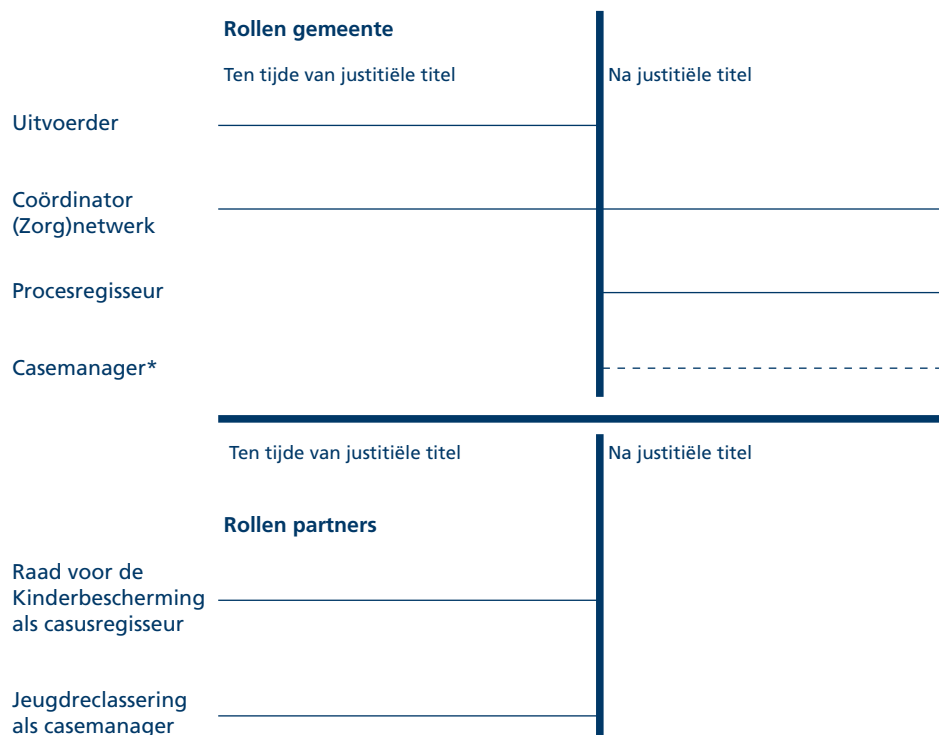 Rollen gemeente
Ten tijde van justitiële titel
Na justitiële titel
Uitvoerder
Coördinator
(Zorg)netwerk
Procesregisseur
Casemanager*
Ten tijde van justitiële titel
Na justitiële titel
Rollen partners
Raad voor de
Kinderbescherming
als casusregisseur
Jeugdreclassering
als casemanager